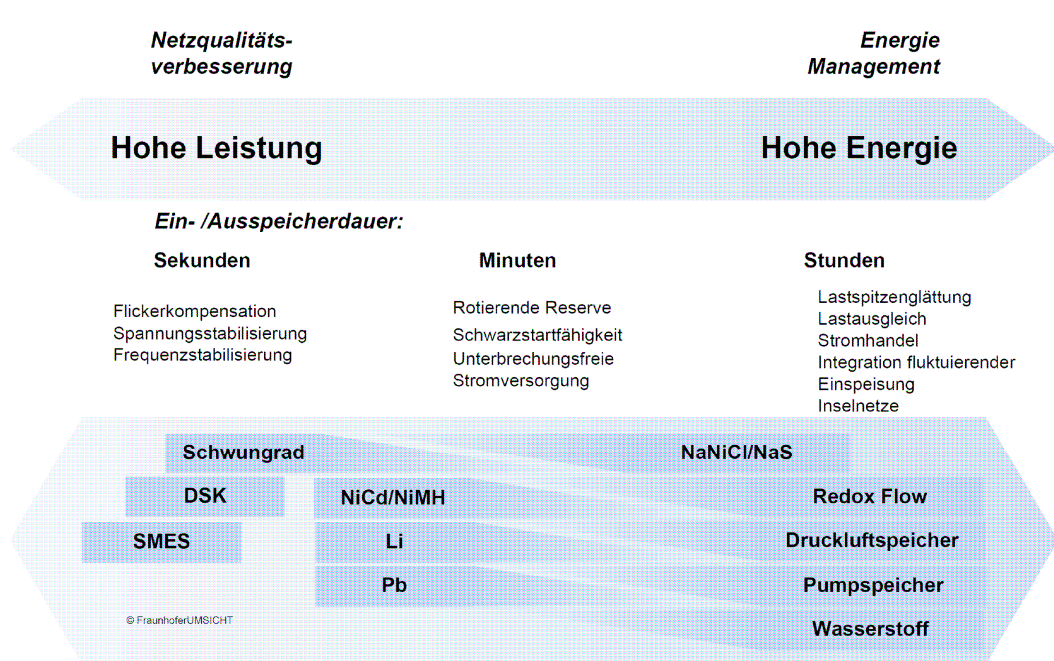 Netzqualitäts-
verbesserung
Energie
Management
Hohe Leistung
Hohe Energie
Ein- /Ausspeicherdauer:
Sekunden
Minuten
Stunden
Flickerkompensation
Spannungsstabilisierung
Frequenzstabilisierung
Rotierende Reserve
Schwarzstartfähigkeit
Unterbrechungsfreie
Stromversorgung
Lastspitzenglättung
Lastausgleich
Stromhandel
Integration fluktuierender
Einspeisung
Inselnetze
Schwungrad
NaNiCl/NaS
DSK
NiCd/NiMH
Redox Flow
SMES
Li
Druckluftspeicher
Pb
Pumpspeicher
© FraunhoferUMSICHT
Wasserstoff